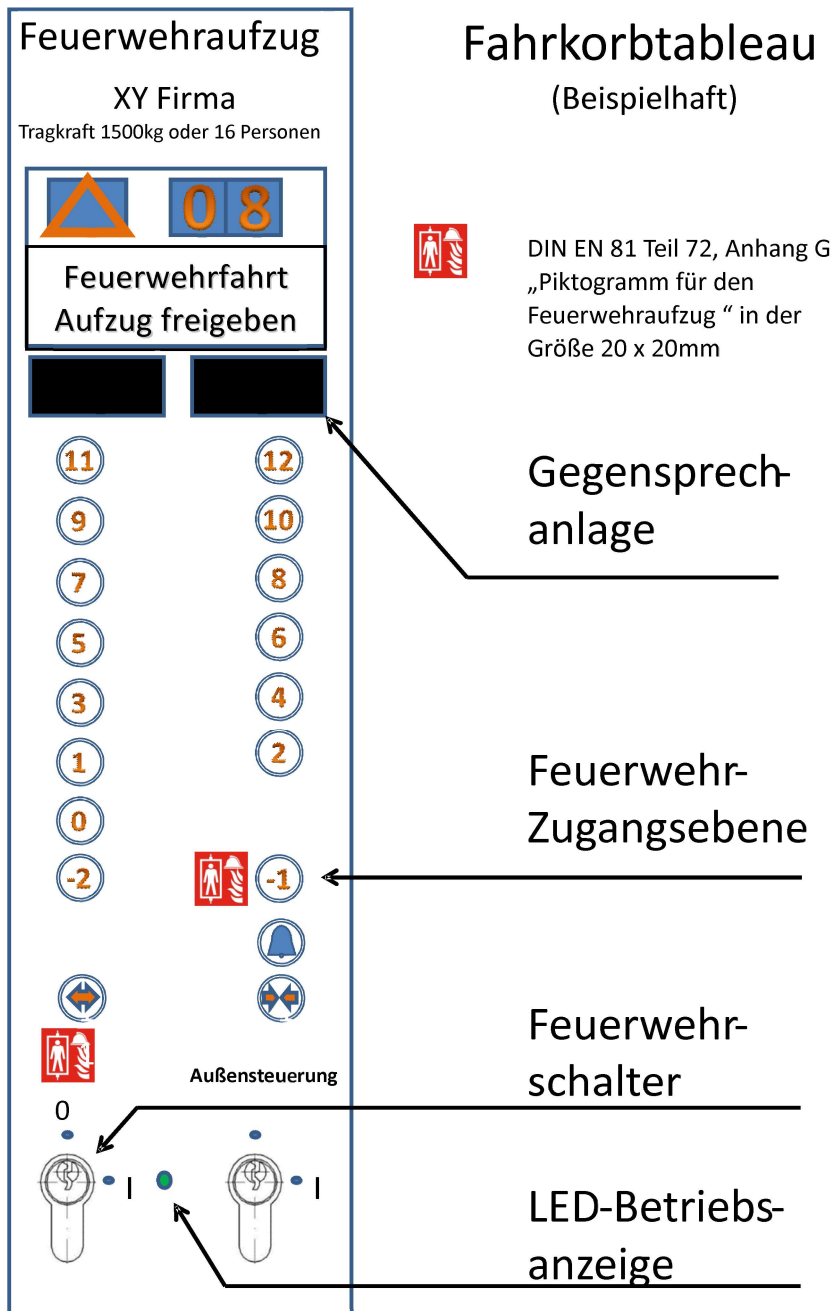 Feuerwehraufzug
XY Firma
Tragkraft 1500kg oder 16 Personen
0 8
Feuerwehrfahrt
Aufzug freigeben
11 12
9 10
7 8
5 6
3 4
1 2
0
-2 -1
Außensteuerung
0
I I
Fahrkorbtableau
(Beispielhaft)
DIN EN 81 Teil 72, Anhang G
„Piktogramm für den
Feuerwehraufzug “ in der
Größe 20 x 20mm
Gegensprech-
anlage
Feuerwehr-
Zugangsebene
Feuerwehr-
schalter
LED-Betriebs-
anzeige